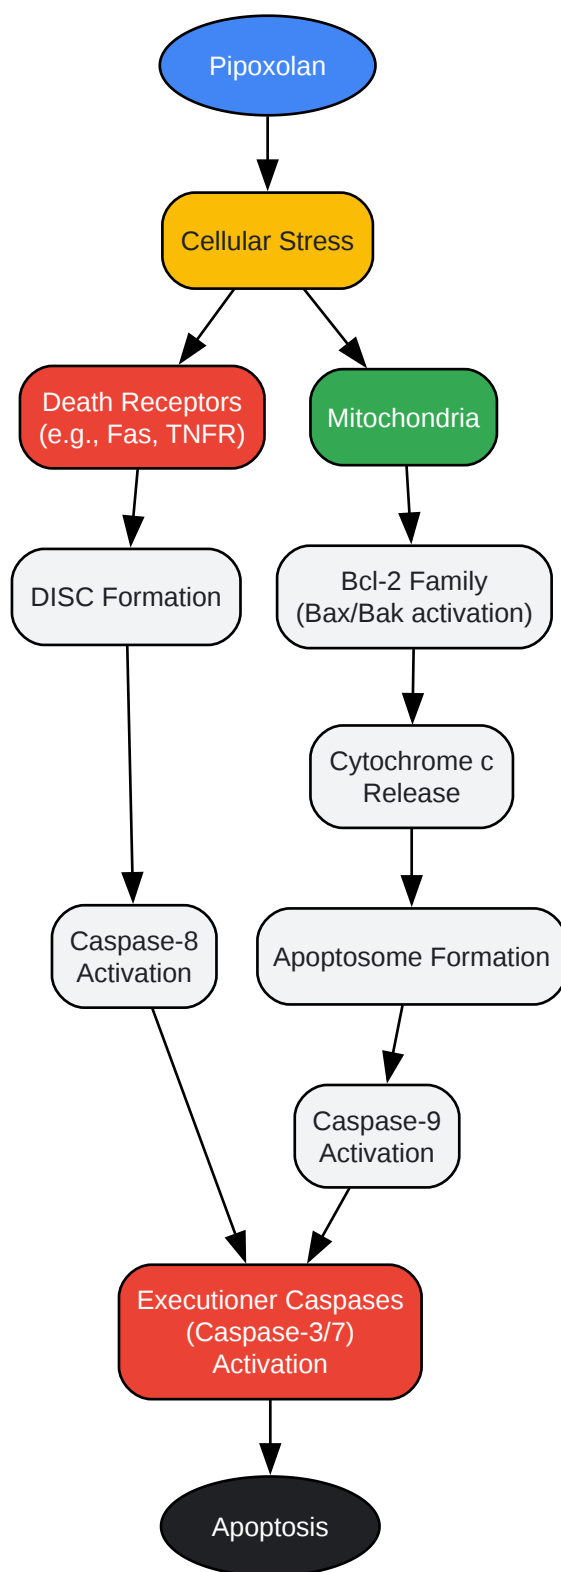 Pipoxolan
Cellular Stress
Death Receptors
(e.g., Fas, TNFR)
Mitochondria
DISC Formation
Bcl-2 Family
(Bax/Bak activation)
Cytochrome c
Release
Caspase-8
Activation
Apoptosome Formation
Caspase-9
Activation
Executioner Caspases
(Caspase-3/7)
Activation
Apoptosis